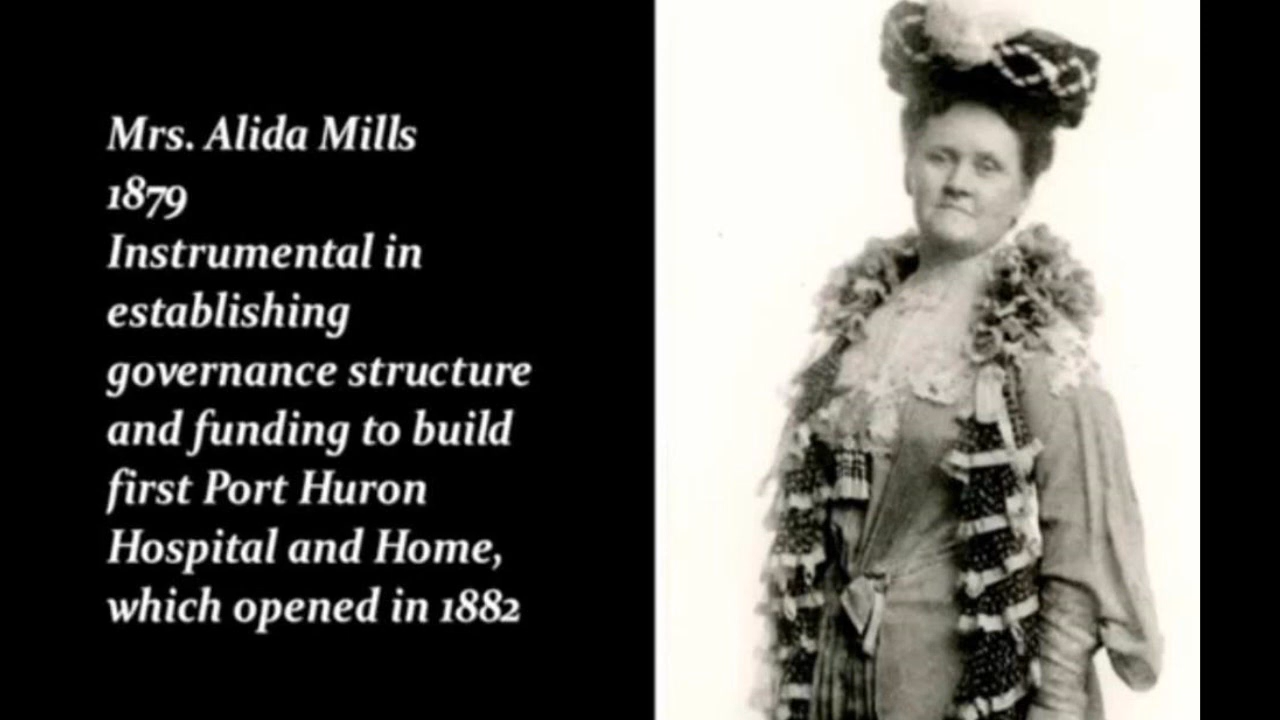 Mrs. Alida Mills
1879
Instrumental in
establishing
governance structure
and funding to build
first Port Huron
Hospital and Home,
which opened in 1882